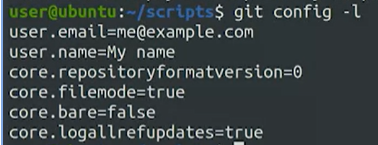 user@ubuntu:~/scripts$ git config -l
user.email=me@example.com
user.name=My name
core.repositoryformatversion=0
core.filemode=true
core.bare=false
core.logallrefupdates=true